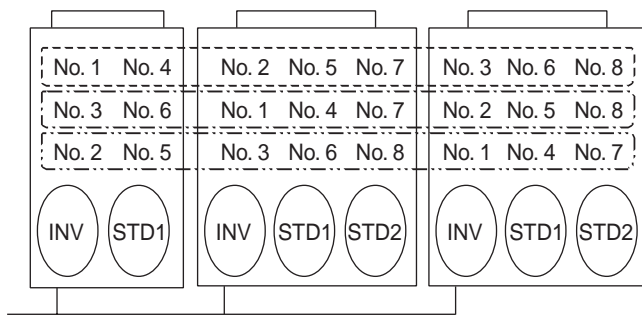 No. 1 No. 4 No. 2 No. 5 No. 7 No. 3 No. 6 No. 8
No. 3 No. 6 No. 1 No. 4 No. 7 No. 2 No. 5 No. 8
No. 2 No. 5 No. 3 No. 6 No. 8 No. 1 No. 4 No. 7
INV STD1 INV STD1 STD2 INV STD1 STD2